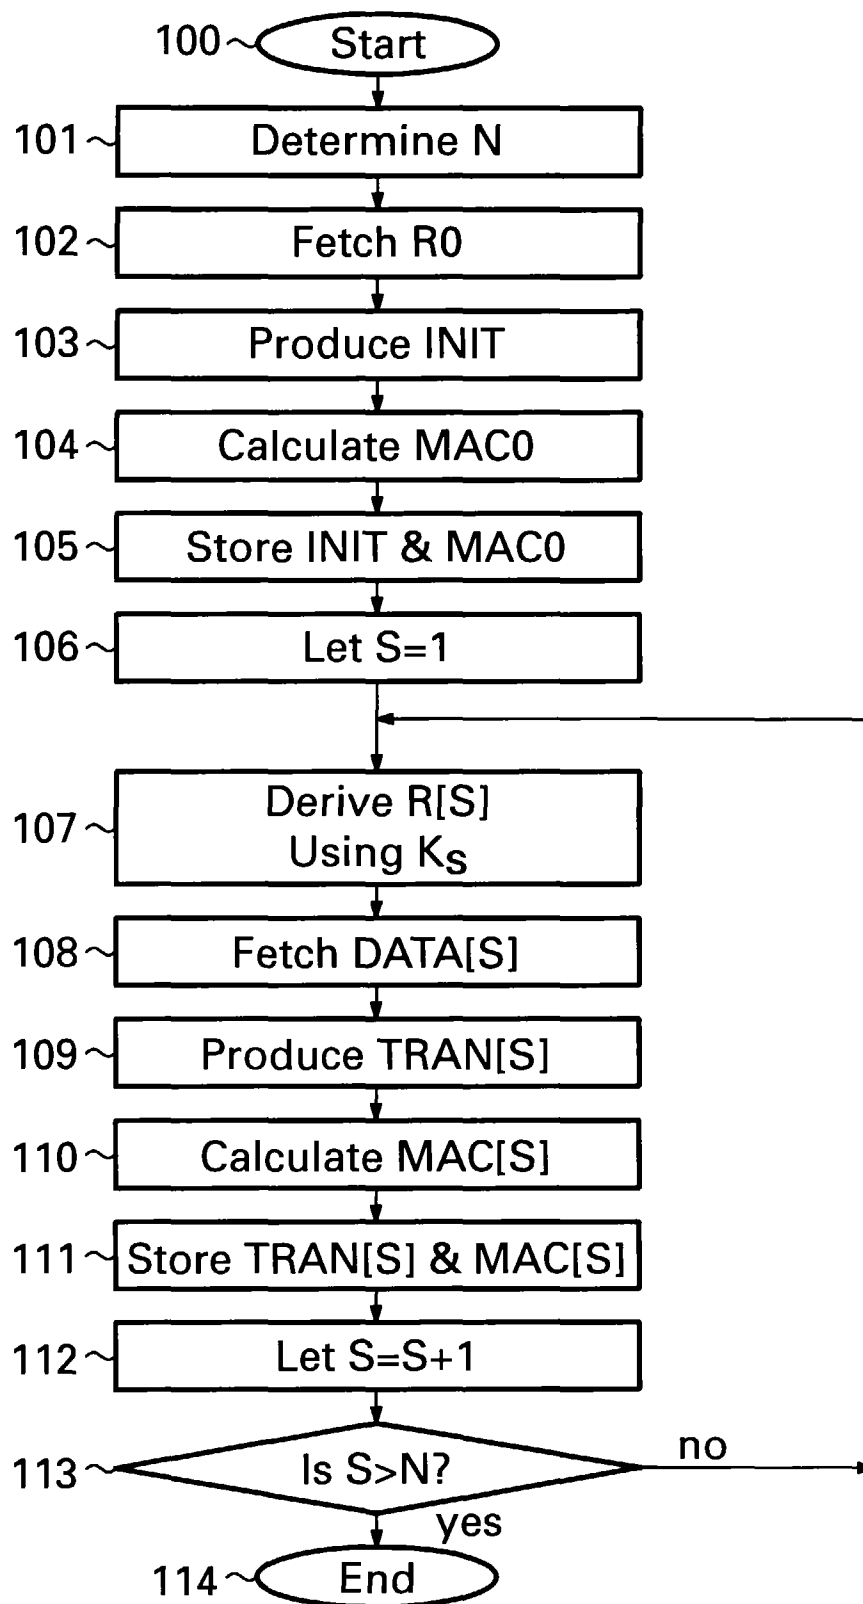 100 Start
101 Determine N
102 Fetch R0
103 Produce INIT
104 Calculate MAC0
105 Store INIT & MAC0
106 Let S=1
107 Derive R[S]
Using Ks
108 Fetch DATA[S]
109 Produce TRAN[S]
110 Calculate MAC[S]
111 Store TRAN[S] & MAC[S]
112 Let S=S+1
113 Is S>N? no
yes
114 End